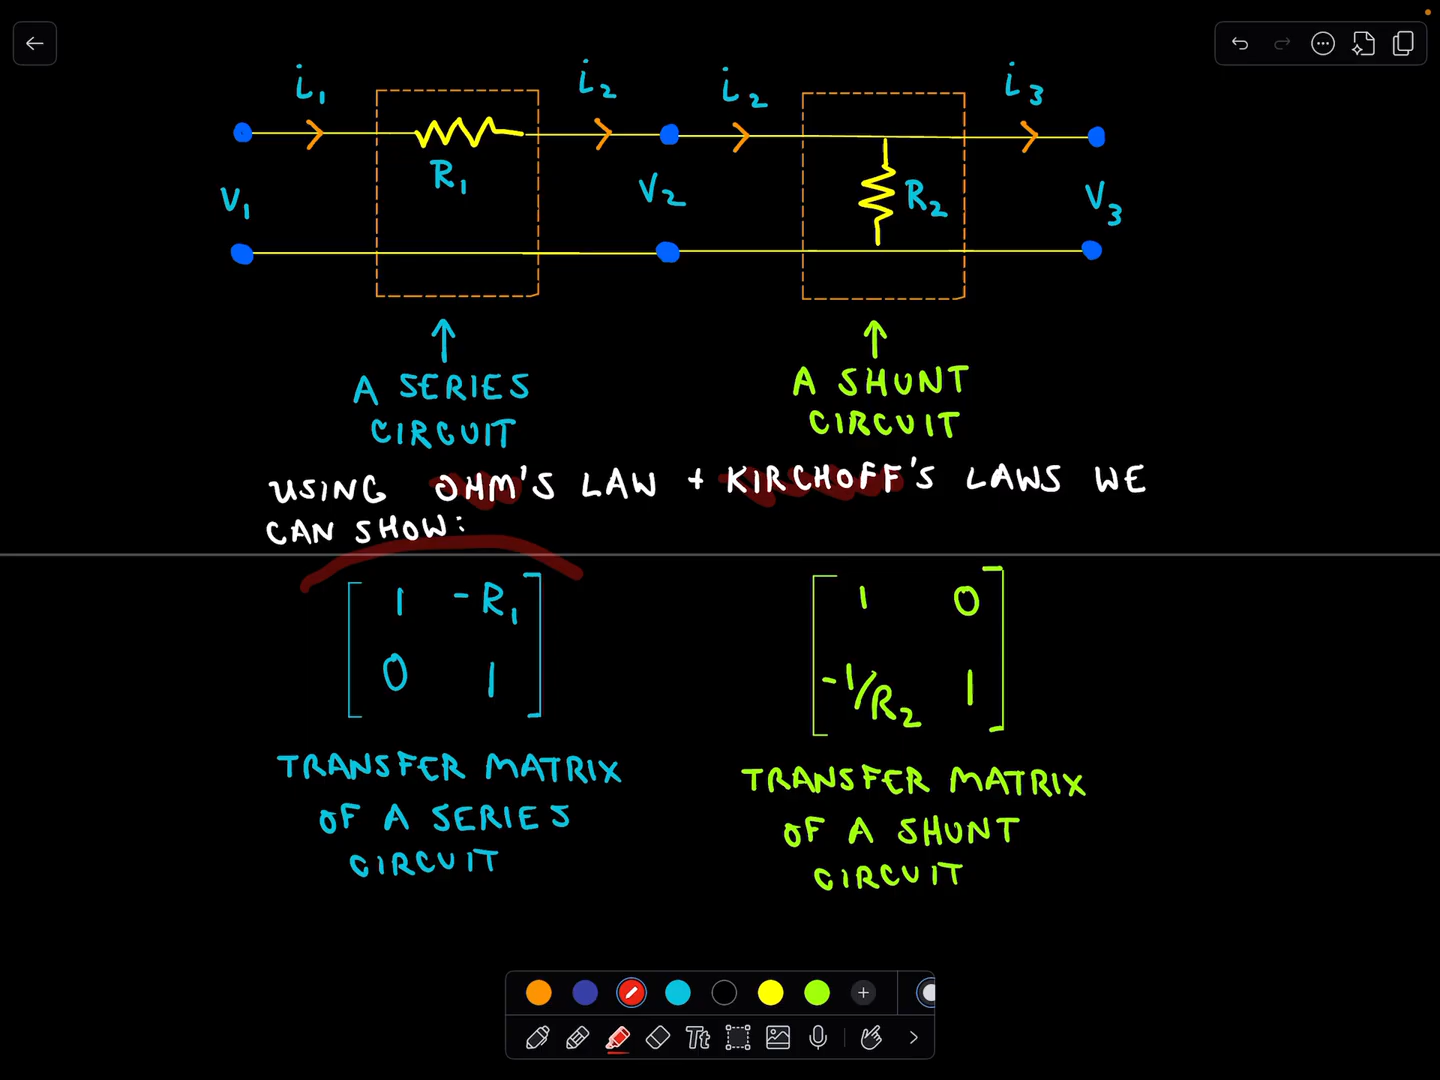 i₁ i₂ i₂ i₃
R₁
V₁ V₂ R₂ V₃
A SERIES
CIRCUIT
A SHUNT
CIRCUIT
USING OHM'S LAW + KIRCHOFF'S LAWS WE
CAN SHOW:
1 -R₁
0 1
1 0
-1/R₂ 1
TRANSFER MATRIX
OF A SERIES
CIRCUIT
TRANSFER MATRIX
OF A SHUNT
CIRCUIT
Tt